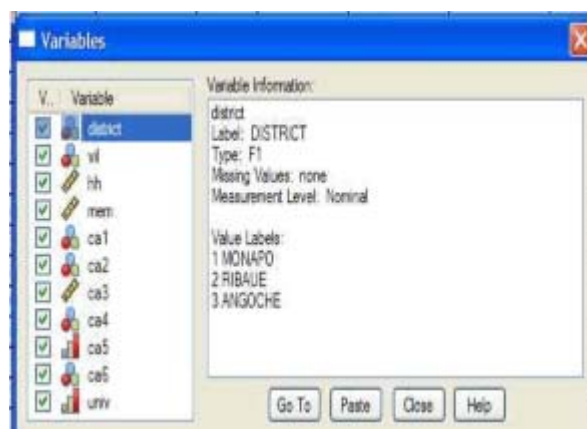 Variables
V.. Variable
district
vil
hh
mem
ca1
ca2
ca3
ca4
ca5
ca6
univ
Variable Information:
district
Label: DISTRICT
Type: F1
Missing Values: none
Measurement Level: Nominal
Value Labels:
1 MONAPO
2 RIBAUE
3 ANGOCHE
Go To Paste Close Help